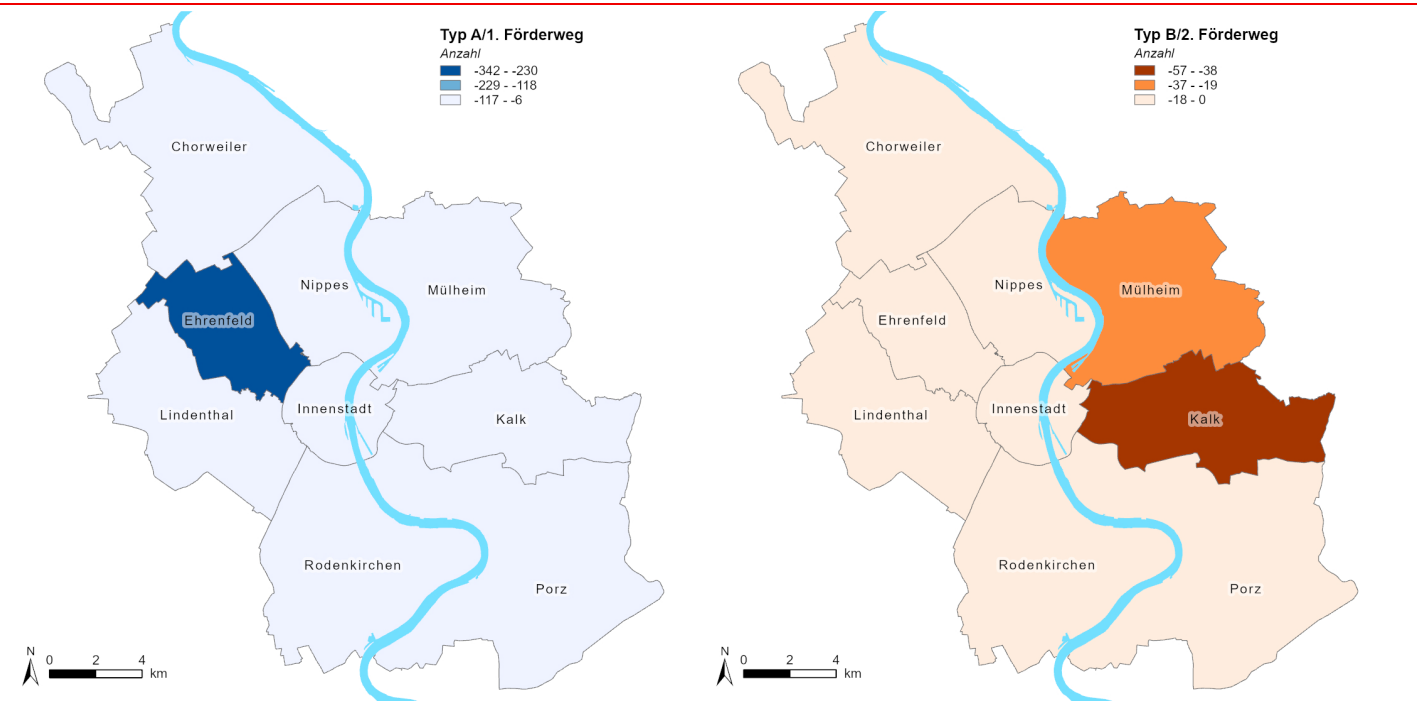 Typ A/1. Förderweg
Anzahl
-342 - -230
-229 - -118
-117 - -6
Chorweiler
Nippes
Mülheim
Ehrenfeld
Lindenthal
Innenstadt
Kalk
Rodenkirchen
Porz
N
0 2 4
km
Typ B/2. Förderweg
Anzahl
-57 - -38
-37 - -19
-18 - 0
Chorweiler
Nippes
Mülheim
Ehrenfeld
Lindenthal
Innenstadt
Kalk
Rodenkirchen
Porz
N
0 2 4
km